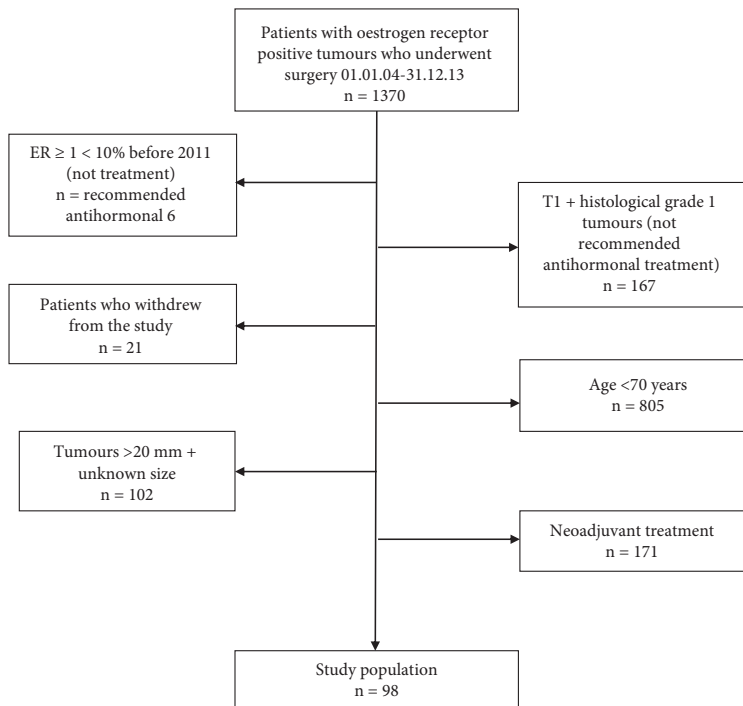 Patients with oestrogen receptor
positive tumours who underwent
surgery 01.01.04-31.12.13
n = 1370
ER ≥ 1 < 10% before 2011
(not treatment)
n = recommended
antihormonal 6
T1 + histological grade 1
tumours (not
recommended
antihormonal treatment)
n = 167
Patients who withdrew
from the study
n = 21
Age <70 years
n = 805
Tumours >20 mm +
unknown size
n = 102
Neoadjuvant treatment
n = 171
Study population
n = 98